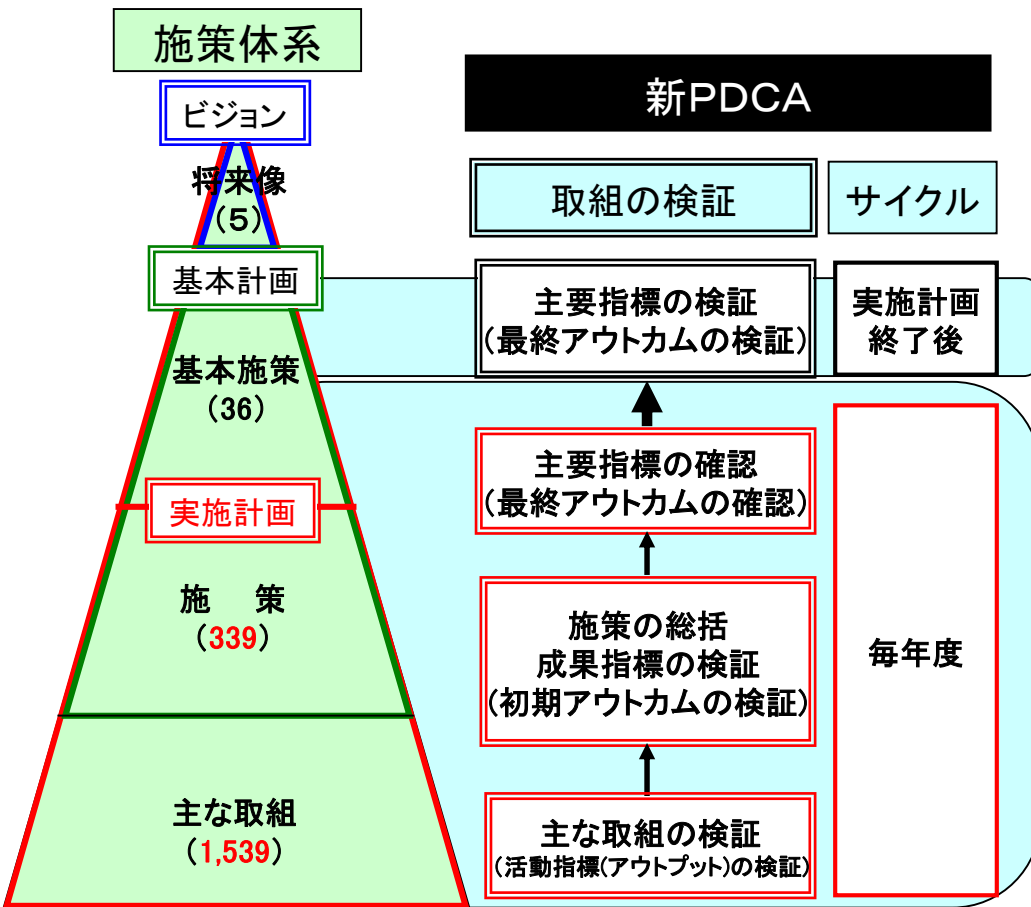 施策体系
ビジョン
将来像
(5)
基本計画
基本施策
(36)
実施計画
施　策
(339)
主な取組
(1,539)
新PDCA
取組の検証
サイクル
主要指標の検証
(最終アウトカムの検証)
実施計画
終了後
主要指標の確認
(最終アウトカムの確認)
施策の総括
成果指標の検証
(初期アウトカムの検証)
主な取組の検証
(活動指標(アウトプット)の検証)
毎年度